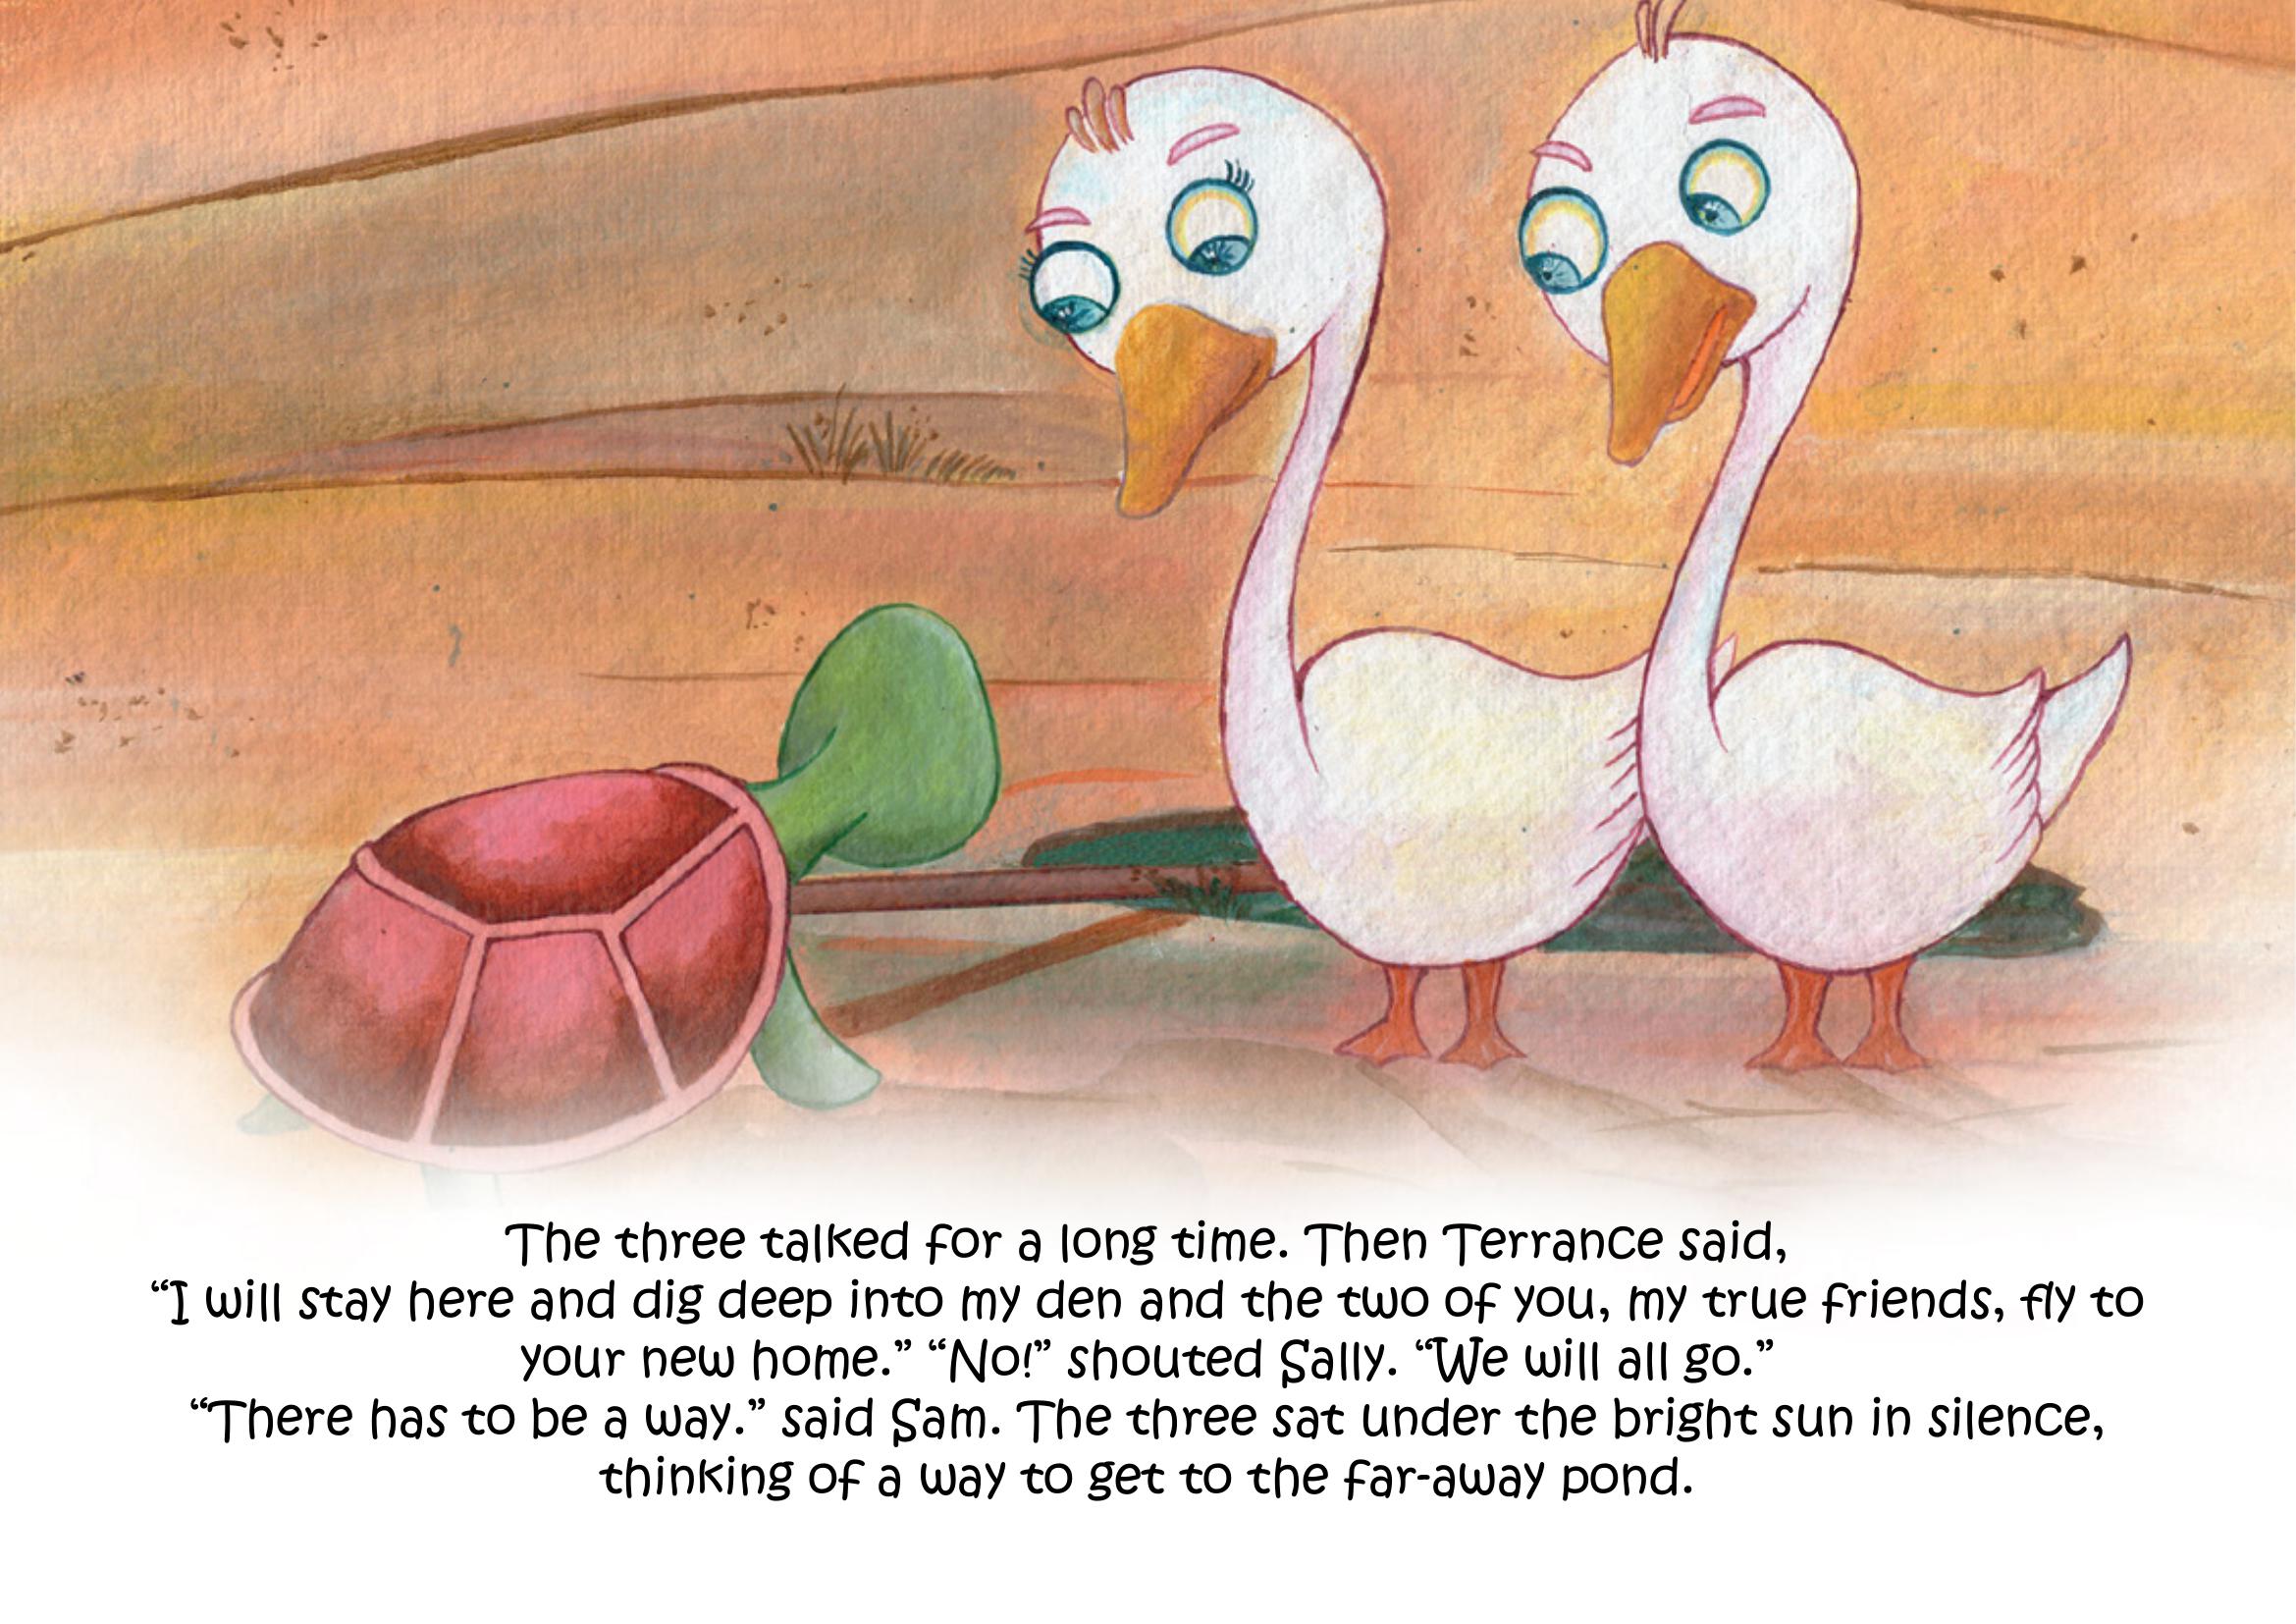 The three talked for a long time. Then Terrance said,
“I will stay here and dig deep into my den and the two of you, my true friends, fly to
your new home.” “No!” shouted Sally. “We will all go.”
“There has to be a way.” said Sam. The three sat under the bright sun in silence,
thinking of a way to get to the far-away pond.